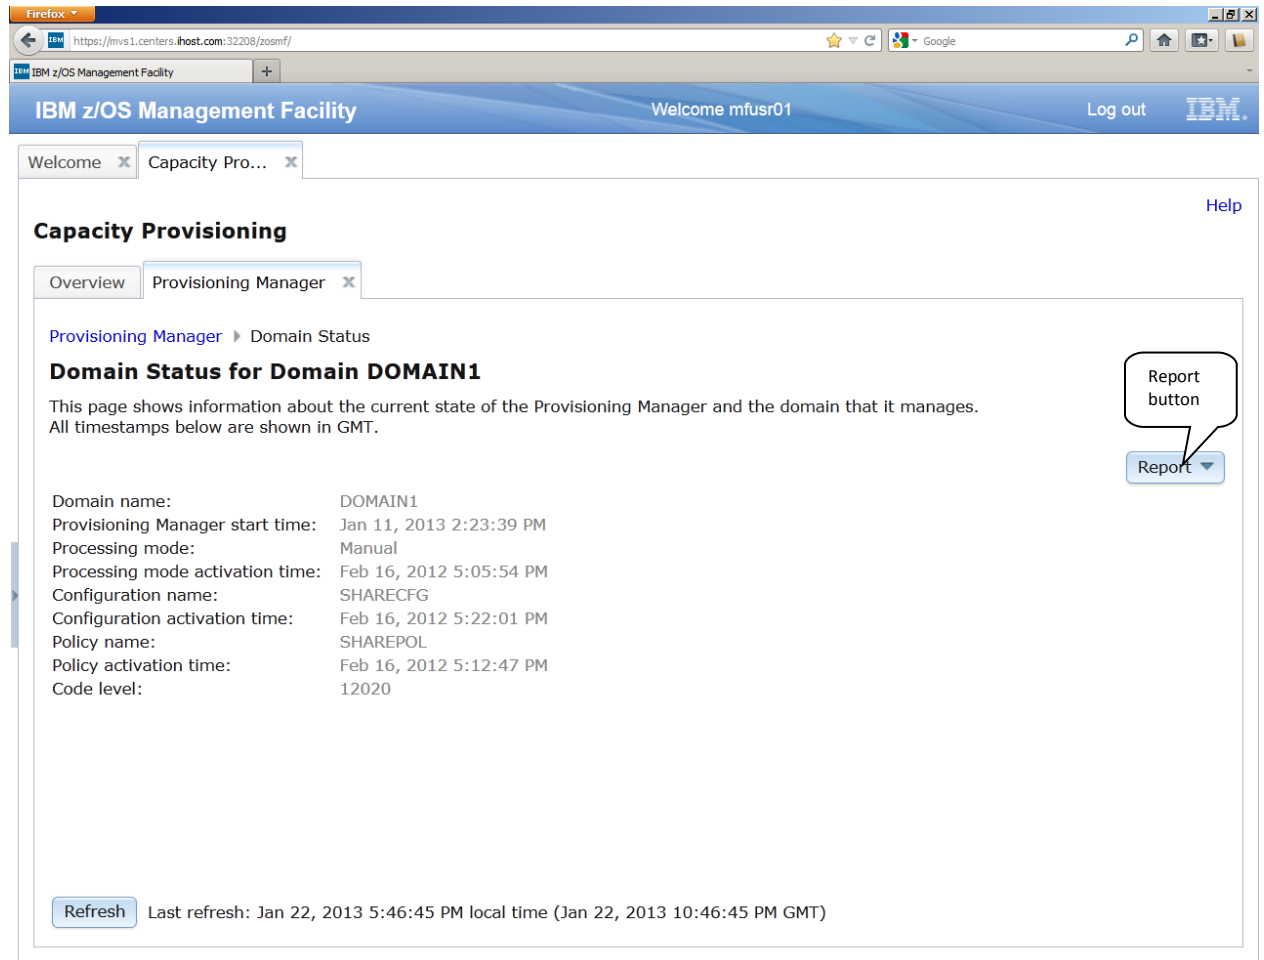 Firefox
IBM https://mvs1.centers.ihost.com:32208/zosmf/ Google
IBM IBM z/OS Management Facility +
IBM z/OS Management Facility Welcome mfusr01 Log out IBM.
Welcome Capacity Pro...
Help
Capacity Provisioning
Overview Provisioning Manager
Provisioning Manager Domain Status
Domain Status for Domain DOMAIN1
Report
button
This page shows information about the current state of the Provisioning Manager and the domain that it manages.
All timestamps below are shown in GMT.
Report
Domain name: DOMAIN1
Provisioning Manager start time: Jan 11, 2013 2:23:39 PM
Processing mode: Manual
Processing mode activation time: Feb 16, 2012 5:05:54 PM
Configuration name: SHARECFG
Configuration activation time: Feb 16, 2012 5:22:01 PM
Policy name: SHAREPOL
Policy activation time: Feb 16, 2012 5:12:47 PM
Code level: 12020
Refresh Last refresh: Jan 22, 2013 5:46:45 PM local time (Jan 22, 2013 10:46:45 PM GMT)